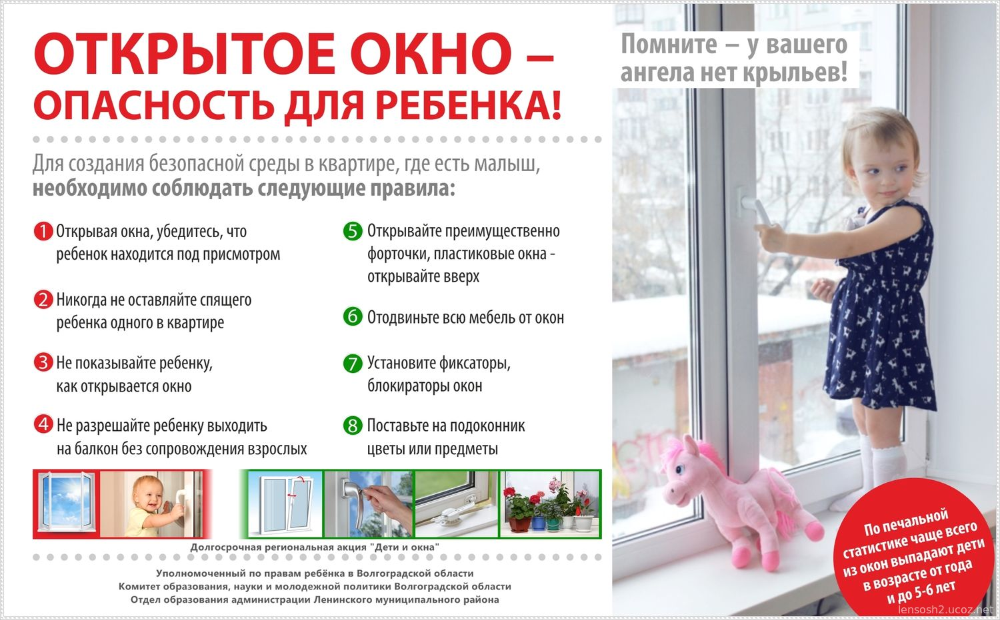 ОТКРЫТОЕ ОКНО –
ОПАСНОСТЬ ДЛЯ РЕБЕНКА!
Для создания безопасной среды в квартире, где есть малыш,
необходимо соблюдать следующие правила:
1 Открывая окна, убедитесь, что
ребенок находится под присмотром
2 Никогда не оставляйте спящего
ребенка одного в квартире
3 Не показывайте ребенку,
как открывается окно
4 Не разрешайте ребенку выходить
на балкон без сопровождения взрослых
5 Открывайте преимущественно
форточки, пластиковые окна -
открывайте вверх
6 Отодвиньте всю мебель от окон
7 Установите фиксаторы,
блокираторы окон
8 Поставьте на подоконник
цветы или предметы
Долгосрочная региональная акция "Дети и окна"
Уполномоченный по правам ребёнка в Волгоградской области
Комитет образования, науки и молодежной политики Волгоградской области
Отдел образования администрации Ленинского муниципального района
Помните – у вашего
ангела нет крыльев!
По печальной
статистике чаще всего
из окон выпадают дети
в возрасте от года
и до 5-6 лет
lensosh2.ucoz.net